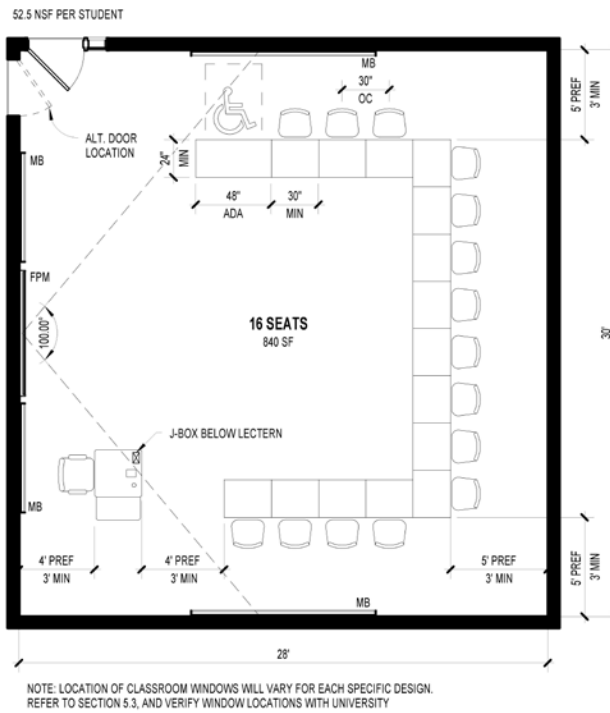 52.5 NSF PER STUDENT
MB
30"
OC
5' PREF
3' MIN
ALT. DOOR
LOCATION
24"
MIN
MB
48"
ADA
30"
MIN
FPM
100.00°
16 SEATS
840 SF
30'
J-BOX BELOW LECTERN
MB
4' PREF
3' MIN
4' PREF
3' MIN
5' PREF
3' MIN
5' PREF
3' MIN
MB
28'
NOTE: LOCATION OF CLASSROOM WINDOWS WILL VARY FOR EACH SPECIFIC DESIGN.
REFER TO SECTION 5.3, AND VERIFY WINDOW LOCATIONS WITH UNIVERSITY